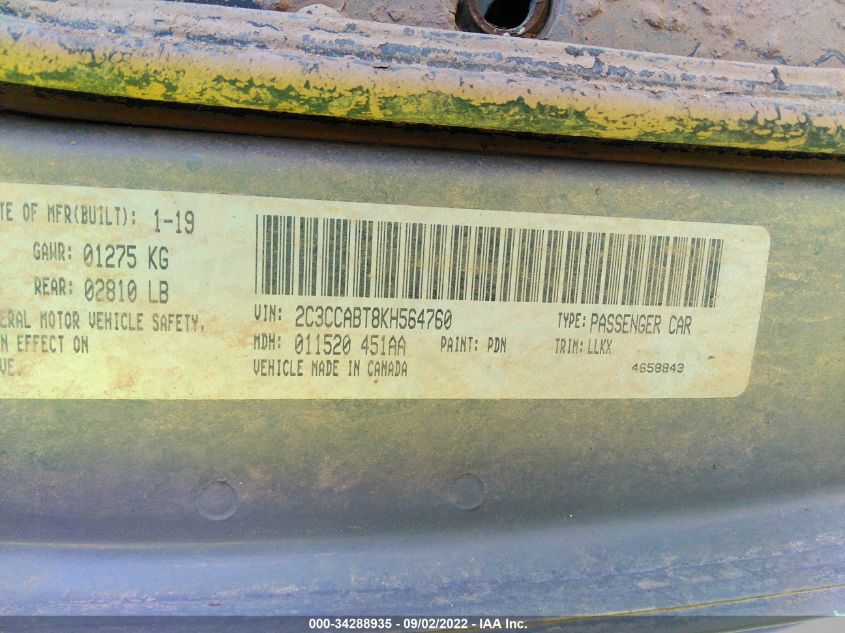 TE OF MFR(BUILT): 1-19
GAWR: 01275 KG
REAR: 02810 LB
ERAL MOTOR VEHICLE SAFETY,
N EFFECT ON
VE.
VIN: 2C3CCABT8KH564760 TYPE: PASSENGER CAR
MDH: 011520 451AA PAINT: PDN TRIM: LLKX
VEHICLE MADE IN CANADA 4658843
000-34288935 - 09/02/2022 - IAA Inc.